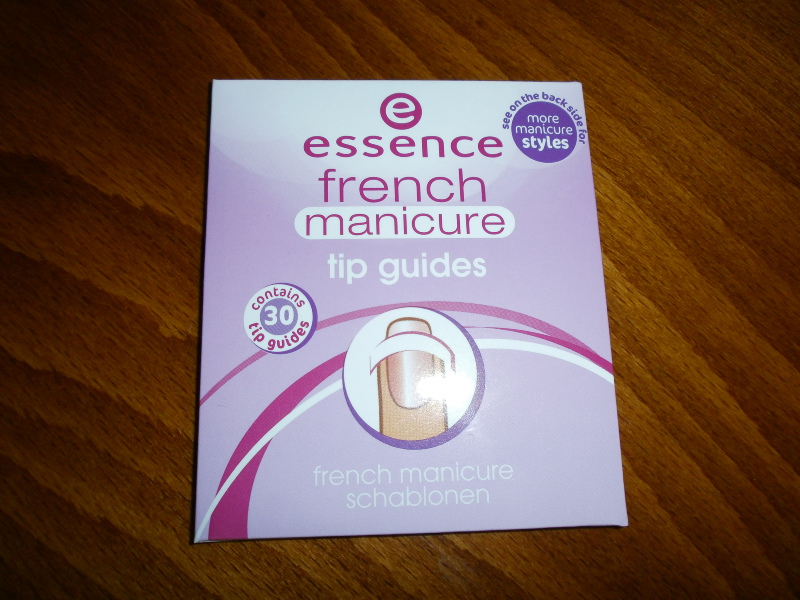 e
essence
french
manicure
tip guides
see on the back side for
more
manicure
styles
contains
30
tip guides
french manicure
schablonen